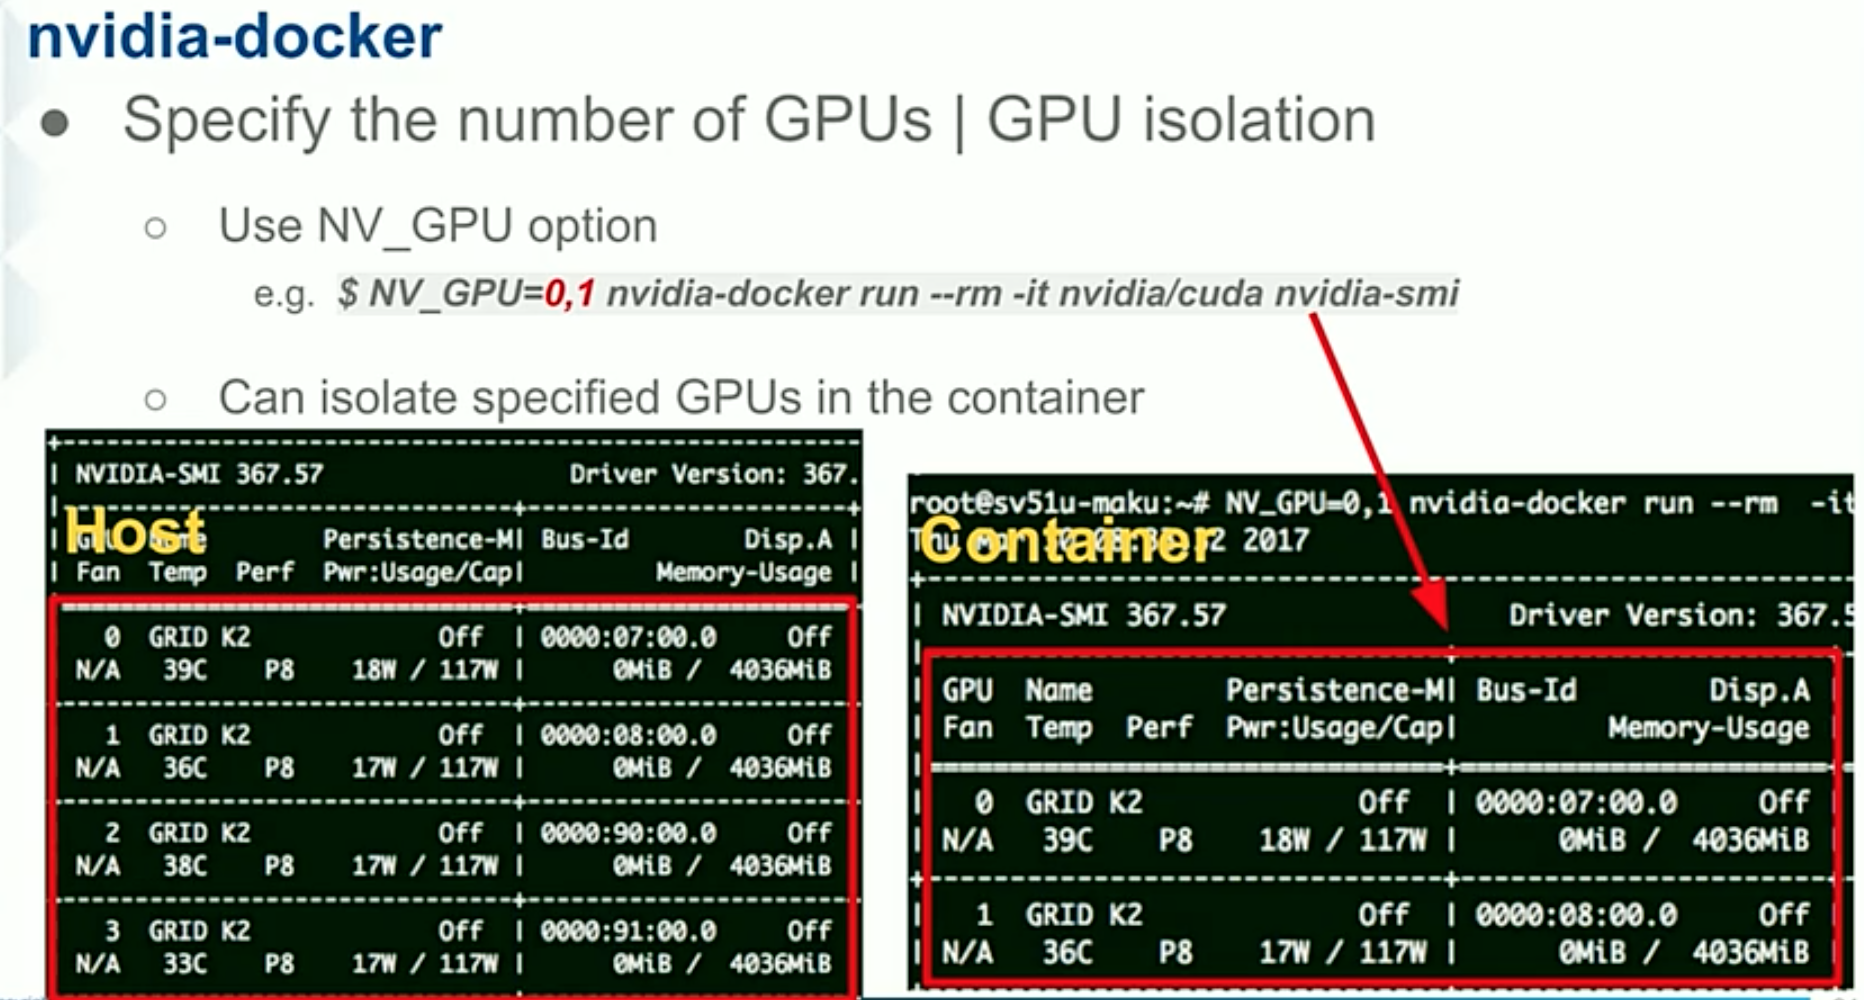 nvidia-docker
● Specify the number of GPUs | GPU isolation
○ Use NV_GPU option
e.g. $ NV_GPU=0,1 nvidia-docker run --rm -it nvidia/cuda nvidia-smi
○ Can isolate specified GPUs in the container
NVIDIA-SMI 367.57 Driver Version: 367.
Host
Persistence-M| Bus-Id Disp.A |
| Fan Temp Perf Pwr:Usage/Cap| Memory-Usage |
0 GRID K2 Off | 0000:07:00.0 Off
N/A 39C P8 18W / 117W | 0MiB / 4036MiB
1 GRID K2 Off | 0000:08:00.0 Off
N/A 36C P8 17W / 117W | 0MiB / 4036MiB
2 GRID K2 Off | 0000:90:00.0 Off
N/A 38C P8 17W / 117W | 0MiB / 4036MiB
3 GRID K2 Off | 0000:91:00.0 Off
N/A 33C P8 17W / 117W | 0MiB / 4036MiB
root@sv51u-maku:~# NV_GPU=0,1 nvidia-docker run --rm -it
Container
2017
| NVIDIA-SMI 367.57 Driver Version: 367.5
| GPU Name Persistence-M| Bus-Id Disp.A |
| Fan Temp Perf Pwr:Usage/Cap| Memory-Usage |
| 0 GRID K2 Off | 0000:07:00.0 Off |
| N/A 39C P8 18W / 117W | 0MiB / 4036MiB |
| 1 GRID K2 Off | 0000:08:00.0 Off |
| N/A 36C P8 17W / 117W | 0MiB / 4036MiB |